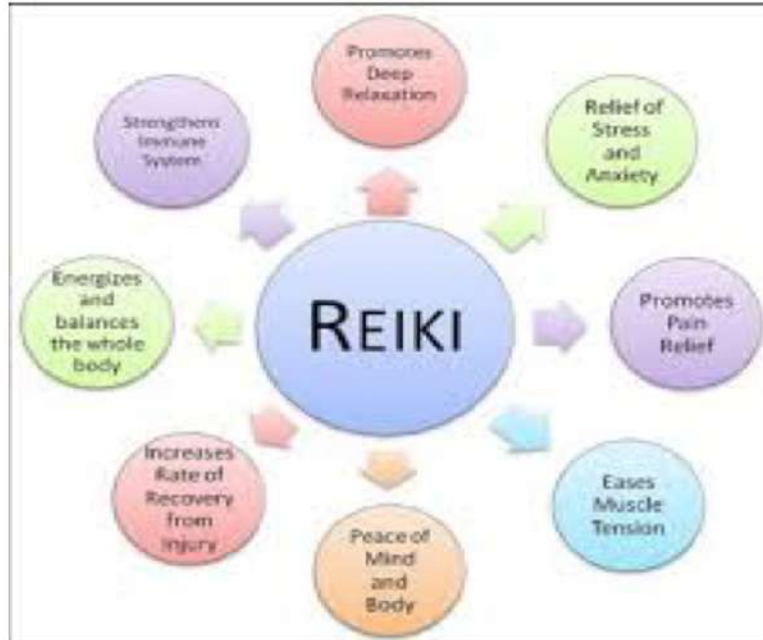 Promotes
Deep
Relaxation
Relief of
Stress
and
Anxiety
Promotes
Pain
Relief
Eases
Muscle
Tension
Peace of
Mind
and
Body
Increases
Rate of
Recovery
from
Injury
Energizes
and
balances
the whole
body
Strengthens
Immune
System
REIKI